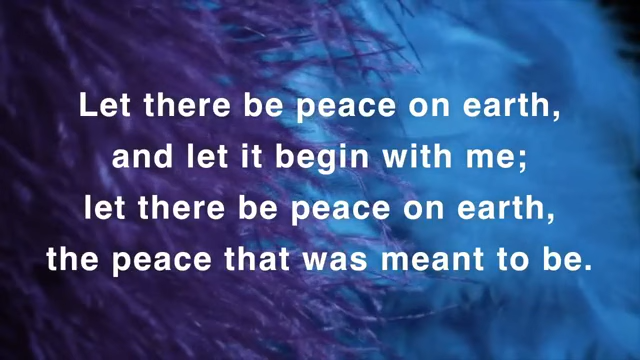 Let there be peace on earth,
and let it begin with me;
let there be peace on earth,
the peace that was meant to be.